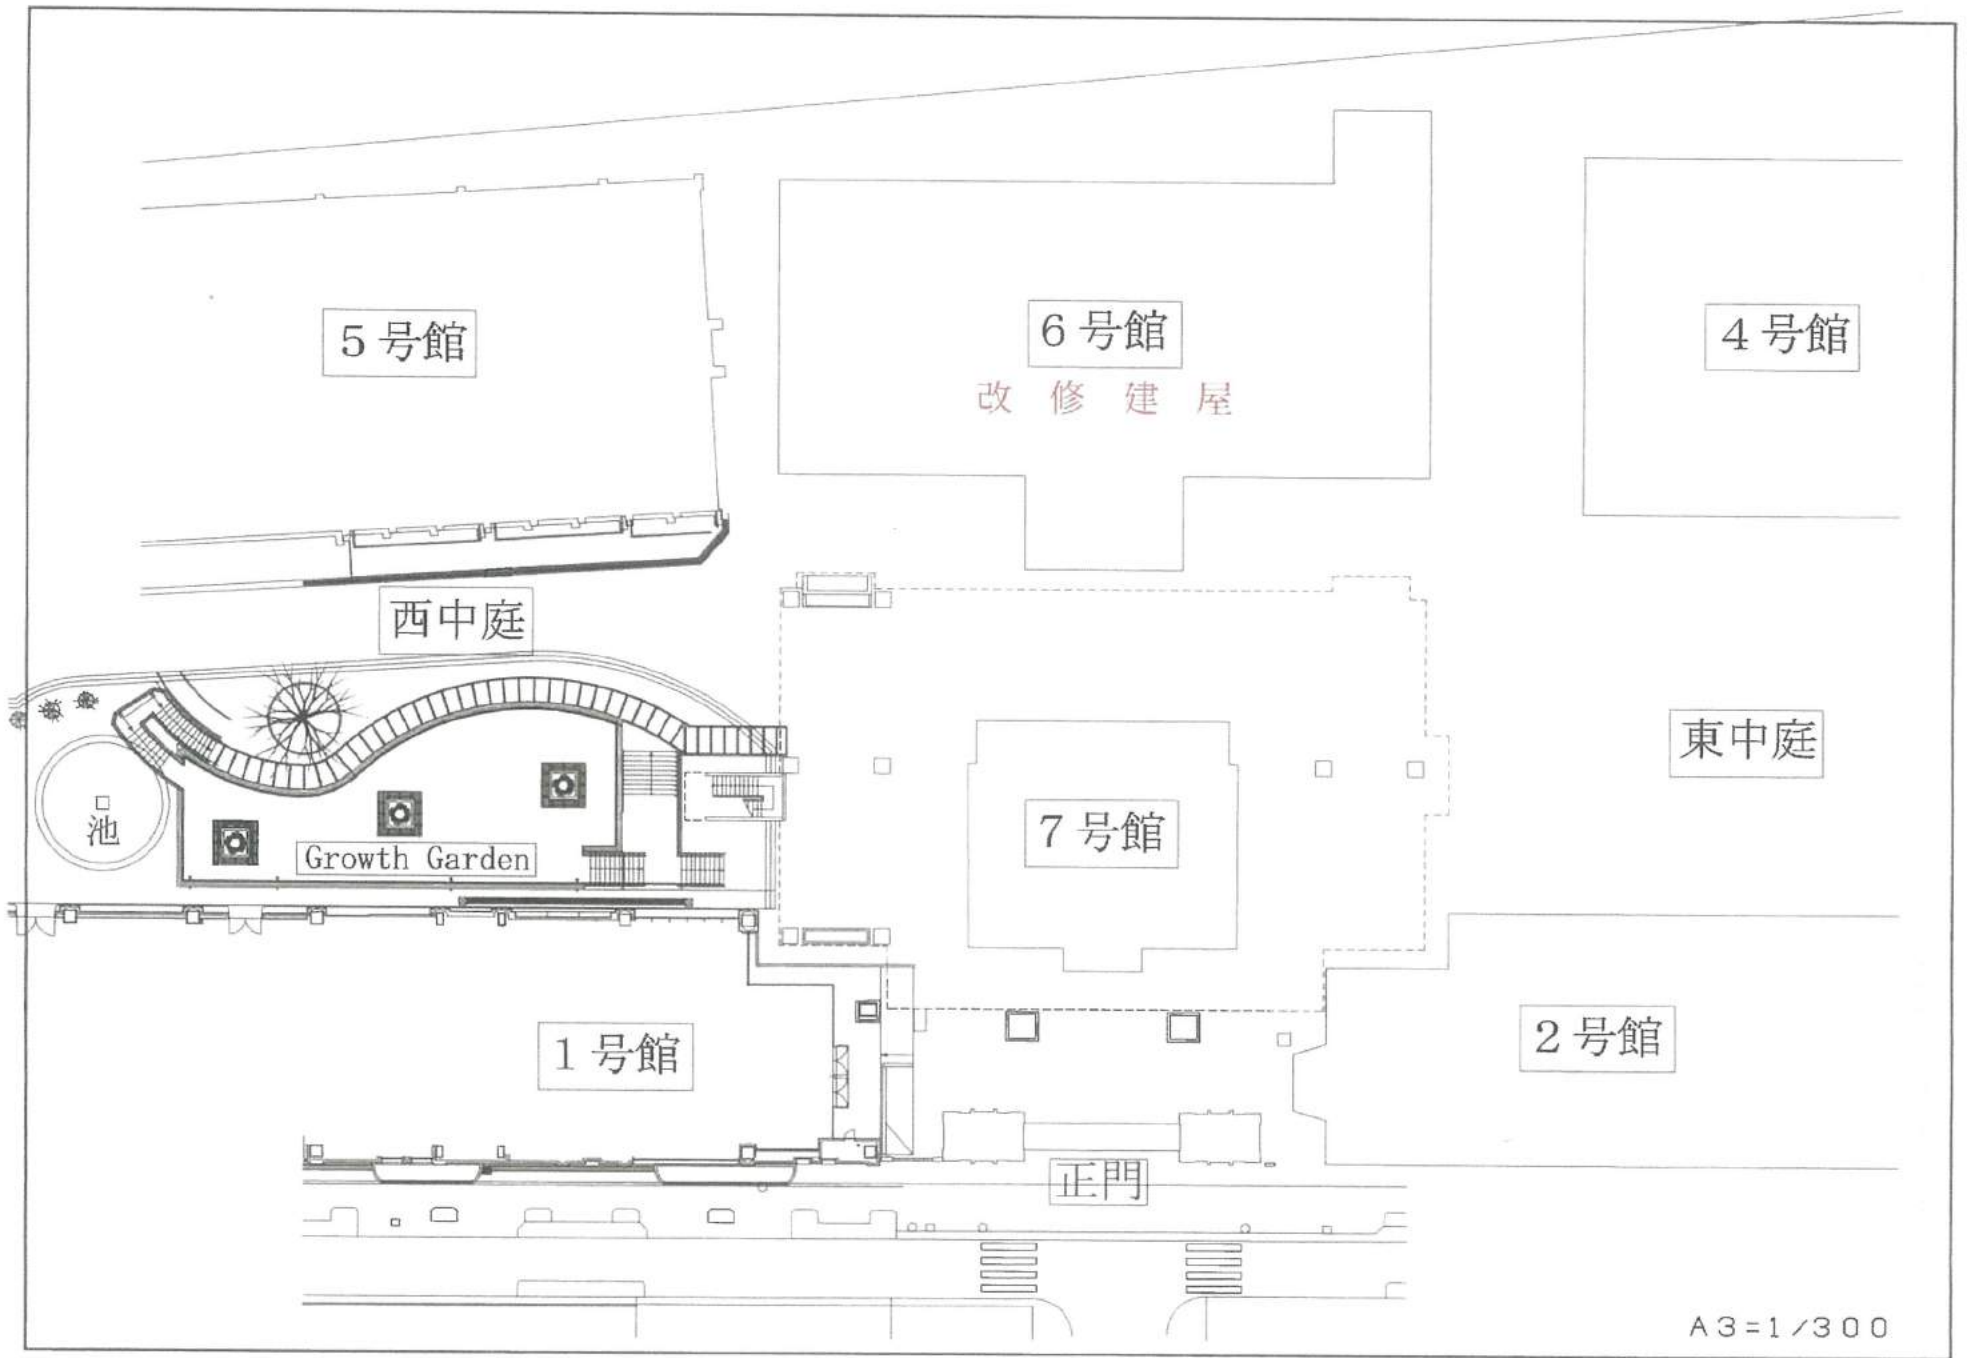 5号館
6号館
改修建屋
4号館
西中庭
東中庭
池
Growth Garden
7号館
1号館
2号館
正門
A3=1/300